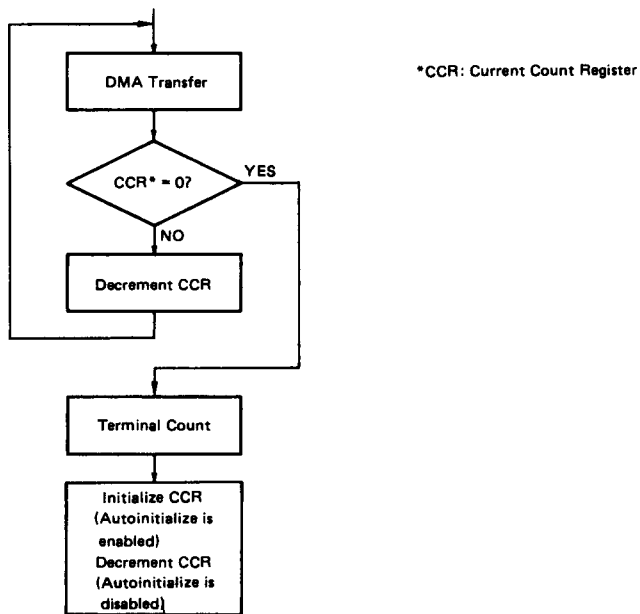 DMA Transfer
*CCR: Current Count Register
CCR* = 0?
YES
NO
Decrement CCR
Terminal Count
Initialize CCR
(Autoinitialize is
enabled)
Decrement CCR
(Autoinitialize is
disabled)